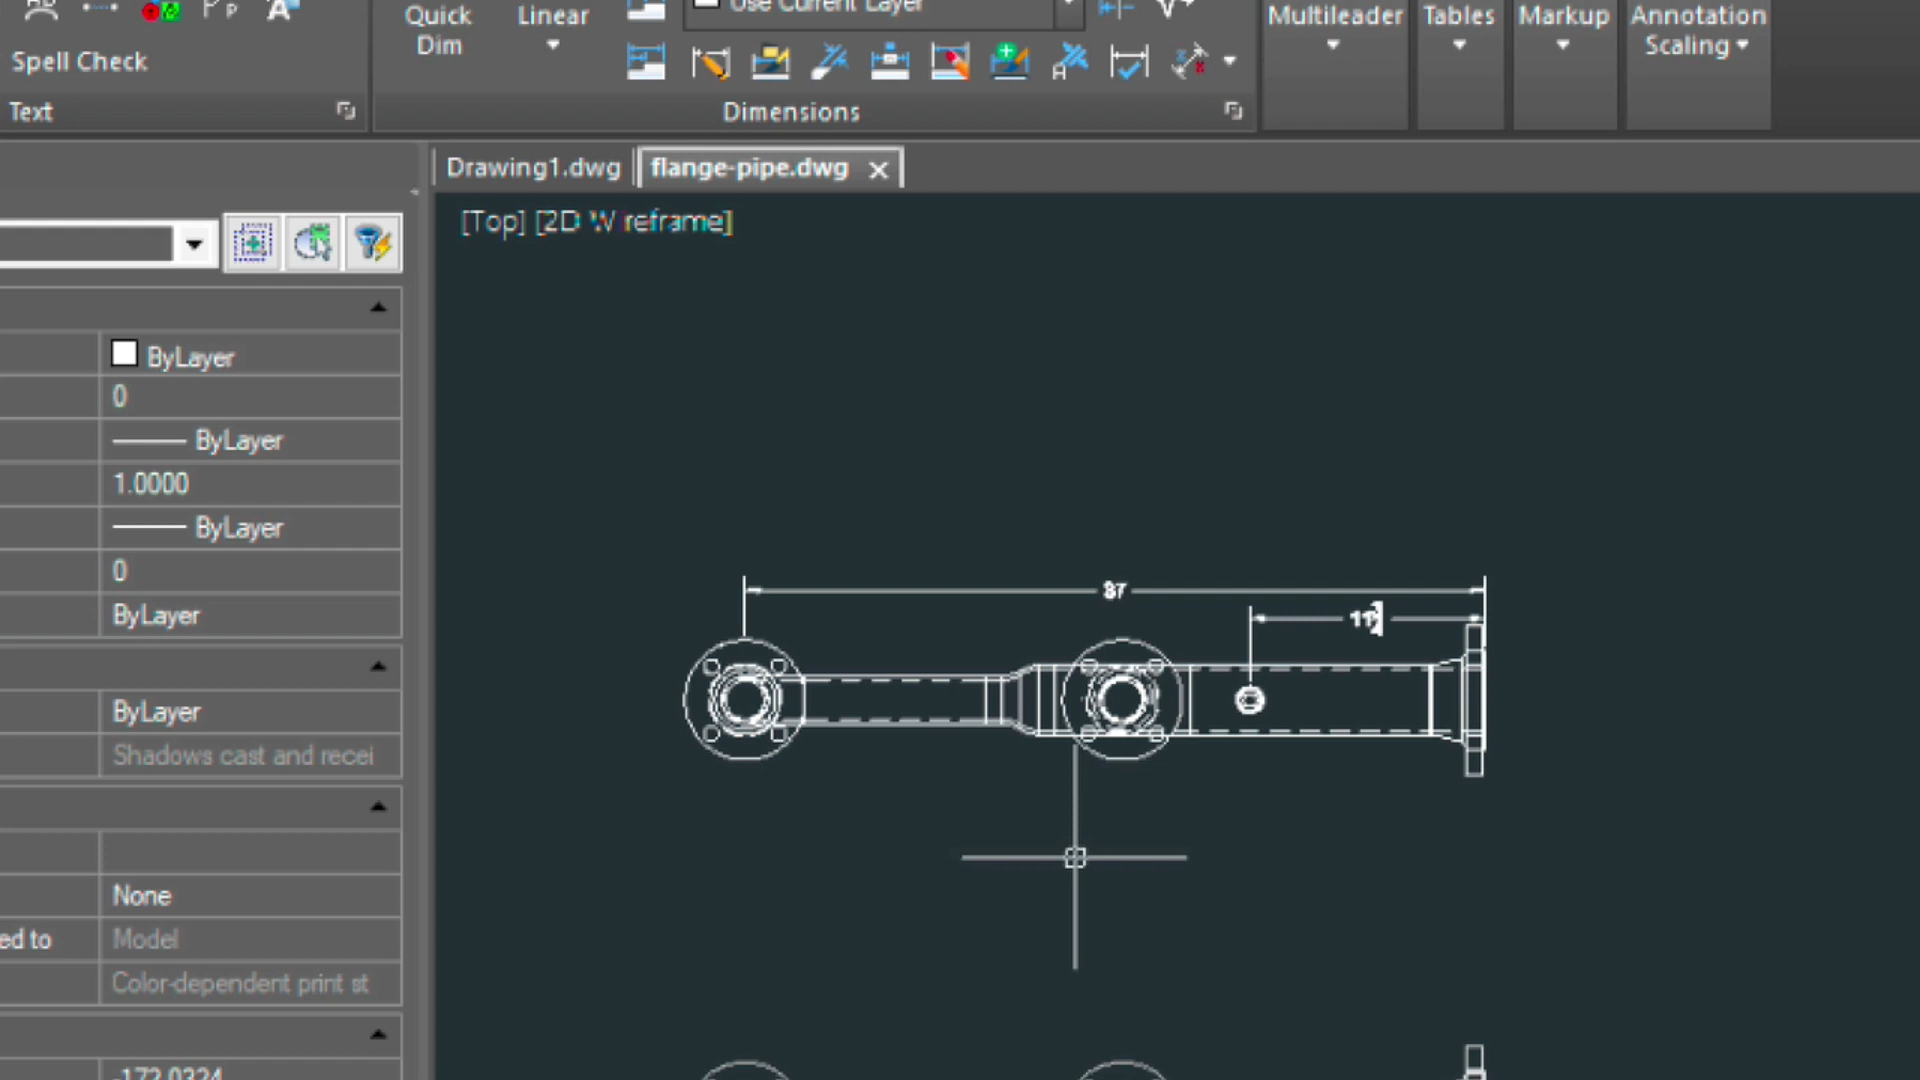 Quick
Dim
Linear
Use Current Layer
Multileader
Tables
Markup
Annotation
Scaling
Spell Check
Text
Dimensions
Drawing1.dwg
flange-pipe.dwg
[Top] [2D Wireframe]
ByLayer
0
ByLayer
1.0000
ByLayer
0
ByLayer
ByLayer
Shadows cast and recei
None
ed to
Model
Color-dependent print st
-172.0324